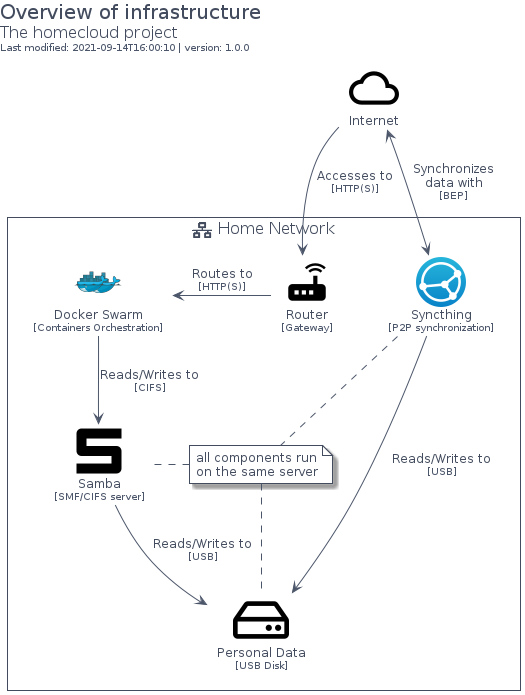 Overview of infrastructure
The homecloud project
Last modified: 2021-09-14T16:00:10 | version: 1.0.0
Internet
Accesses to
[HTTP(S)]
Synchronizes
data with
[BEP]
Home Network
Routes to
[HTTP(S)]
Docker Swarm
[Containers Orchestration]
Router
[Gateway]
Syncthing
[P2P synchronization]
Reads/Writes to
[CIFS]
all components run
on the same server
Reads/Writes to
[USB]
Samba
[SMF/CIFS server]
Reads/Writes to
[USB]
Personal Data
[USB Disk]